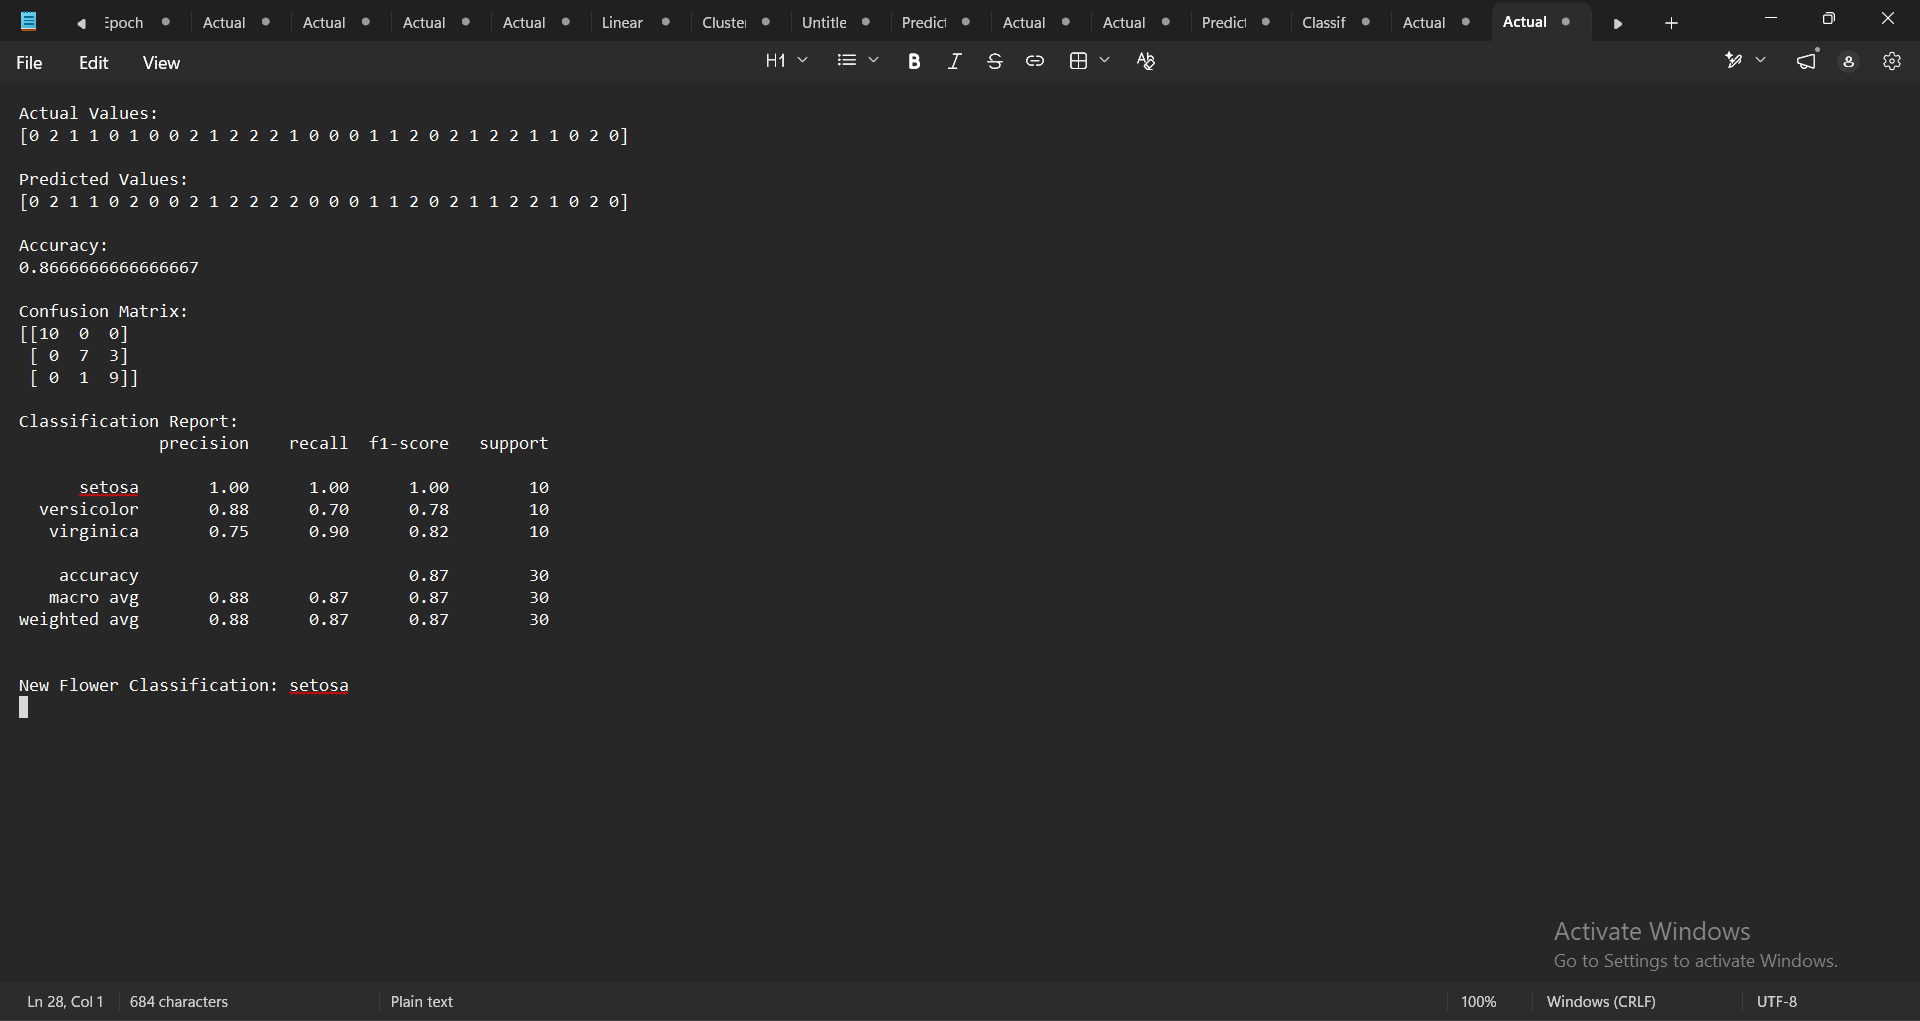 Epoch
Actual
Actual
Actual
Actual
Linear
Cluster
Untitle
Predict
Actual
Actual
Predict
Classif
Actual
Actual
File Edit View
H1
Actual Values:
[0 2 1 1 0 1 0 0 2 1 2 2 2 1 0 0 0 1 1 2 0 2 1 2 2 1 1 0 2 0]
Predicted Values:
[0 2 1 1 0 2 0 0 2 1 2 2 2 2 0 0 0 1 1 2 0 2 1 1 2 2 1 0 2 0]
Accuracy:
0.8666666666666667
Confusion Matrix:
[[10 0 0]
[ 0 7 3]
[ 0 1 9]]
Classification Report:
precision recall f1-score support
setosa 1.00 1.00 1.00 10
versicolor 0.88 0.70 0.78 10
virginica 0.75 0.90 0.82 10
accuracy 0.87 30
macro avg 0.88 0.87 0.87 30
weighted avg 0.88 0.87 0.87 30
New Flower Classification: setosa
Activate Windows
Go to Settings to activate Windows.
Ln 28, Col 1 684 characters Plain text 100% Windows (CRLF) UTF-8